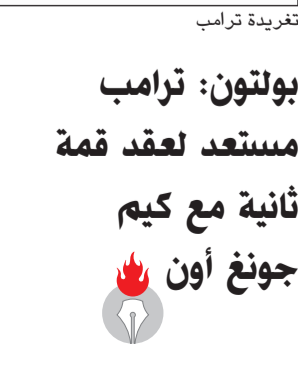 تغريدة ترامب
بولتون: ترامب
مستعد لعقد قمة
ثانية مع كيم
جونغ أون